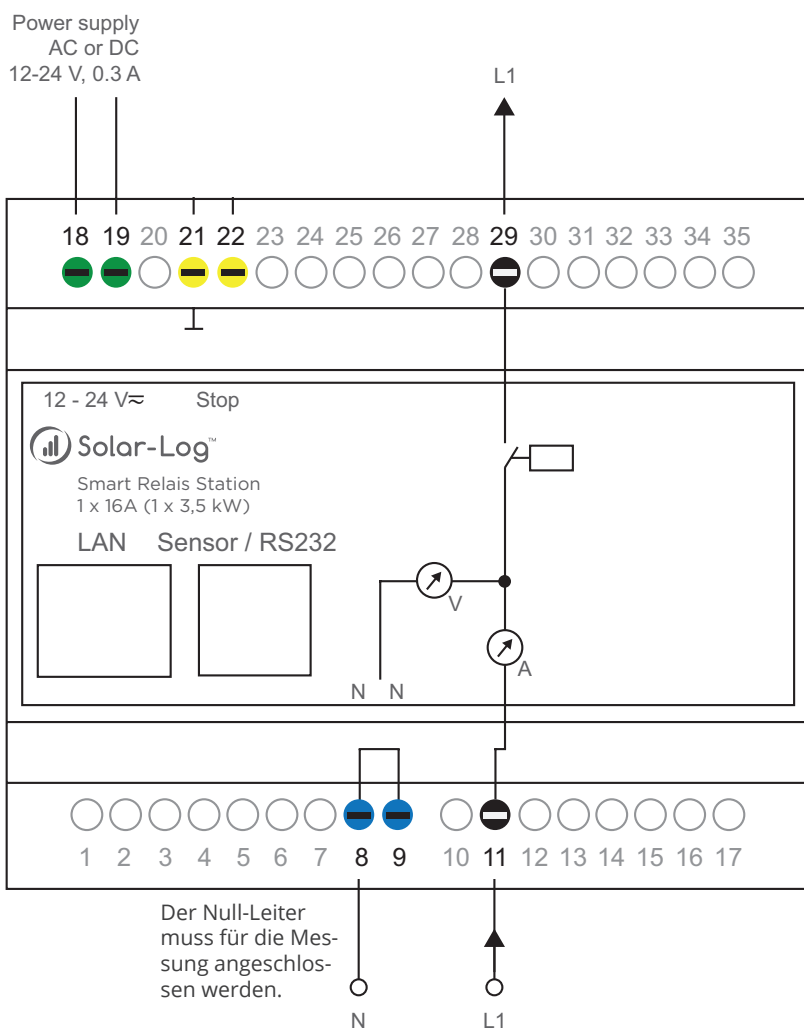 Power supply
AC or DC
12-24 V, 0.3 A
L1
18 19 20 21 22 23 24 25 26 27 28 29 30 31 32 33 34 35
12 - 24 V⎓ Stop
Solar-Log™
Smart Relais Station
1 x 16A (1 x 3,5 kW)
LAN Sensor / RS232
V
A
N N
1 2 3 4 5 6 7 8 9 10 11 12 13 14 15 16 17
Der Null-Leiter
muss für die Mes-
sung angeschlos-
sen werden.
N L1